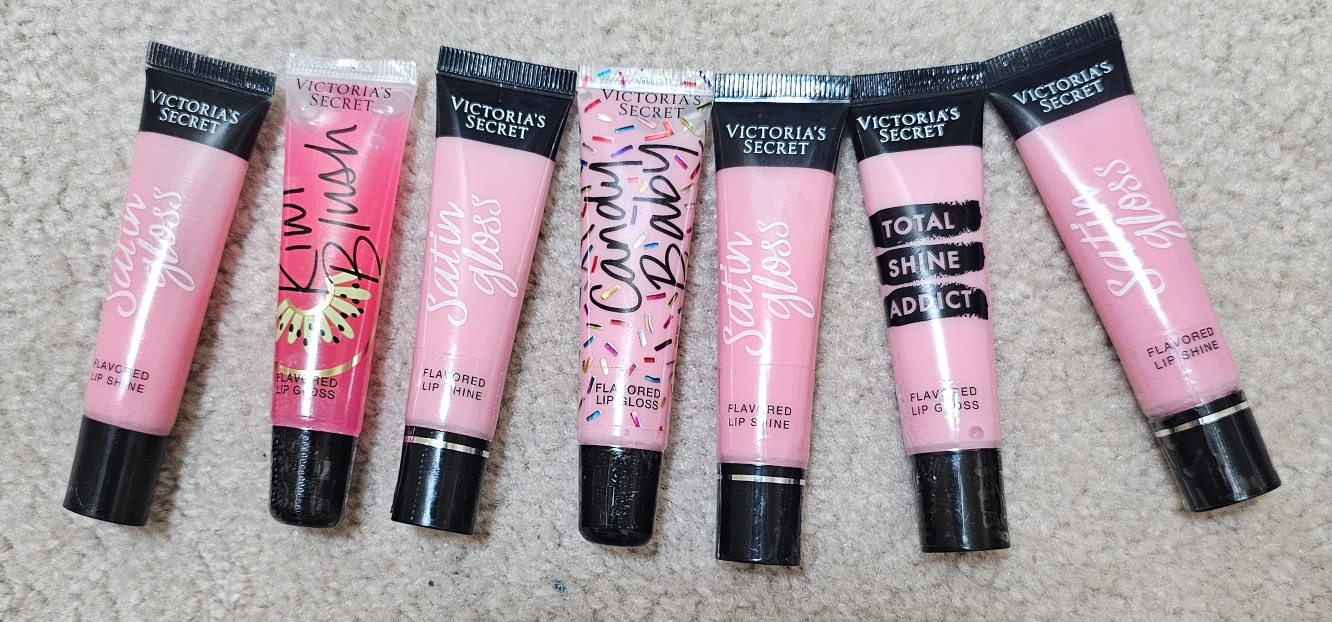 VICTORIA'S
SECRET
Satin
gloss
FLAVORED
LIP SHINE
VICTORIA'S
SECRET
Kiwi
Blush
FLAVORED
LIP GLOSS
VICTORIA'S
SECRET
Satin
gloss
FLAVORED
LIP SHINE
VICTORIA'S
SECRET
Candy
Baby
FLAVORED
LIP GLOSS
VICTORIA'S
SECRET
Satin
gloss
FLAVORED
LIP SHINE
VICTORIA'S
SECRET
TOTAL
SHINE
ADDICT
FLAVORED
LIP GLOSS
VICTORIA'S
SECRET
Satin
gloss
FLAVORED
LIP SHINE